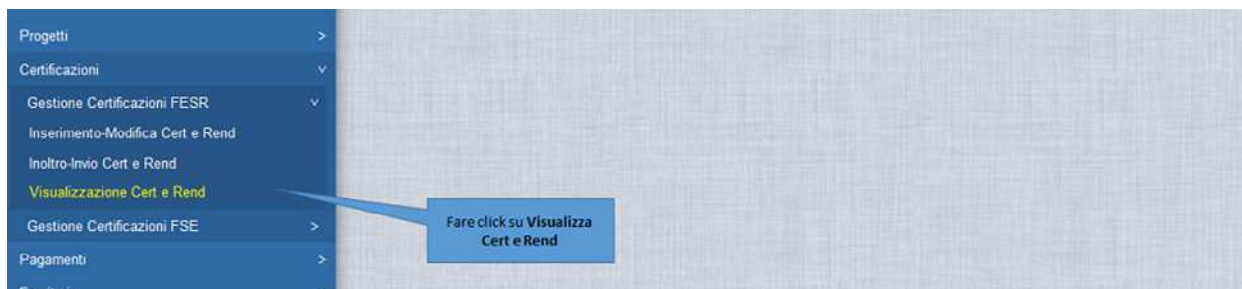 Progetti >
Certificazioni v
Gestione Certificazioni FESR v
Inserimento-Modifica Cert e Rend
Inoltro-Invio Cert e Rend
Visualizzazione Cert e Rend
Fare click su Visualizza
Cert e Rend
Gestione Certificazioni FSE >
Pagamenti >